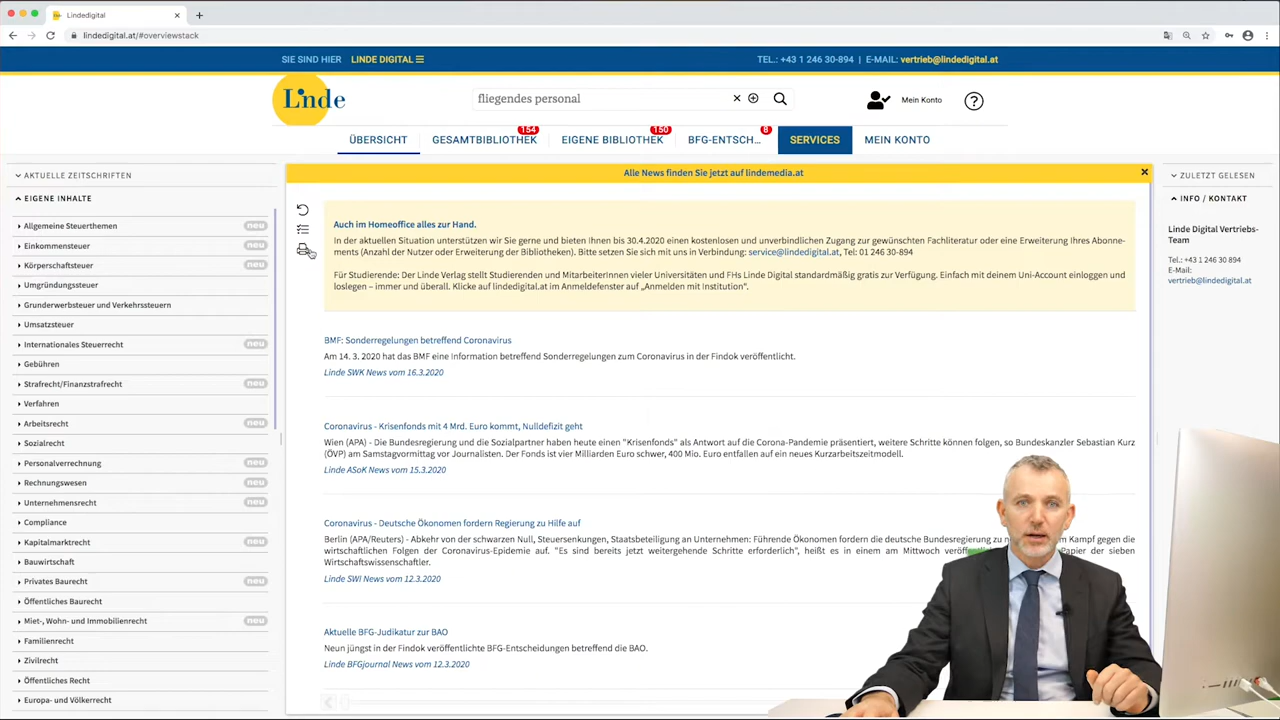 Lindedigital
lindedigital.at/#overviewstack
SIE SIND HIER LINDE DIGITAL
TEL.: +43 1 246 30-894 | E-MAIL: vertrieb@lindedigital.at
Linde
fliegendes personal
Mein Konto
ÜBERSICHT
GESAMTBIBLIOTHEK 154
EIGENE BIBLIOTHEK 150
BFG-ENTSCH... 8
SERVICES
MEIN KONTO
AKTUELLE ZEITSCHRIFTEN
EIGENE INHALTE
Allgemeine Steuerthemen neu
Einkommensteuer neu
Körperschaftsteuer neu
Umgründungssteuer
Grunderwerbsteuer und Verkehrssteuern
Umsatzsteuer
Internationales Steuerrecht neu
Gebühren
Strafrecht/Finanzstrafrecht neu
Verfahren
Arbeitsrecht neu
Sozialrecht
Personalverrechnung neu
Rechnungswesen neu
Unternehmensrecht neu
Compliance
Kapitalmarktrecht neu
Bauwirtschaft
Privates Baurecht neu
Öffentliches Baurecht
Miet-, Wohn- und Immobilienrecht neu
Familienrecht
Zivilrecht
Öffentliches Recht
Europa- und Völkerrecht
Alle News finden Sie jetzt auf lindemedia.at
Auch im Homeoffice alles zur Hand.
In der aktuellen Situation unterstützen wir Sie gerne und bieten Ihnen bis 30.4.2020 einen kostenlosen und unverbindlichen Zugang zur gewünschten Fachliteratur oder eine Erweiterung Ihres Abonne-
ments (Anzahl der Nutzer oder Erweiterung der Bibliotheken). Bitte setzen Sie sich mit uns in Verbindung: service@lindedigital.at, Tel: 01 246 30-894
Für Studierende: Der Linde Verlag stellt Studierenden und MitarbeiterInnen vieler Universitäten und FHs Linde Digital standardmäßig gratis zur Verfügung. Einfach mit deinem Uni-Account einloggen und
loslegen – immer und überall. Klicke auf lindedigital.at im Anmeldefenster auf „Anmelden mit Institution".
BMF: Sonderregelungen betreffend Coronavirus
Am 14. 3. 2020 hat das BMF eine Information betreffend Sonderregelungen zum Coronavirus in der Findok veröffentlicht.
Linde SWK News vom 16.3.2020
Coronavirus - Krisenfonds mit 4 Mrd. Euro kommt, Nulldefizit geht
Wien (APA) - Die Bundesregierung und die Sozialpartner haben heute einen "Krisenfonds" als Antwort auf die Corona-Pandemie präsentiert, weitere Schritte können folgen, so Bundeskanzler Sebastian Kurz
(ÖVP) am Samstagvormittag vor Journalisten. Der Fonds ist vier Milliarden Euro schwer, 400 Mio. Euro entfallen auf ein neues Kurzarbeitszeitmodell.
Linde ASoK News vom 15.3.2020
Coronavirus - Deutsche Ökonomen fordern Regierung zu Hilfe auf
Berlin (APA/Reuters) - Abkehr von der schwarzen Null, Steuersenkungen, Staatsbeteiligung an Unternehmen: Führende Ökonomen fordern die deutsche Bundesregierung zu Kampf gegen die
wirtschaftlichen Folgen der Coronavirus-Epidemie auf. "Es sind bereits jetzt weitergehende Schritte erforderlich", heißt es in einem am Mittwoch Papier der sieben
Wirtschaftswissenschaftler.
Linde SWI News vom 12.3.2020
Aktuelle BFG-Judikatur zur BAO
Neun jüngst in der Findok veröffentlichte BFG-Entscheidungen betreffend die BAO.
Linde BFGjournal News vom 12.3.2020
ZULETZT GELESEN
INFO / KONTAKT
Linde Digital Vertriebs-
Team
Tel.: +43 1 246 30-894
E-Mail:
vertrieb@lindedigital.at